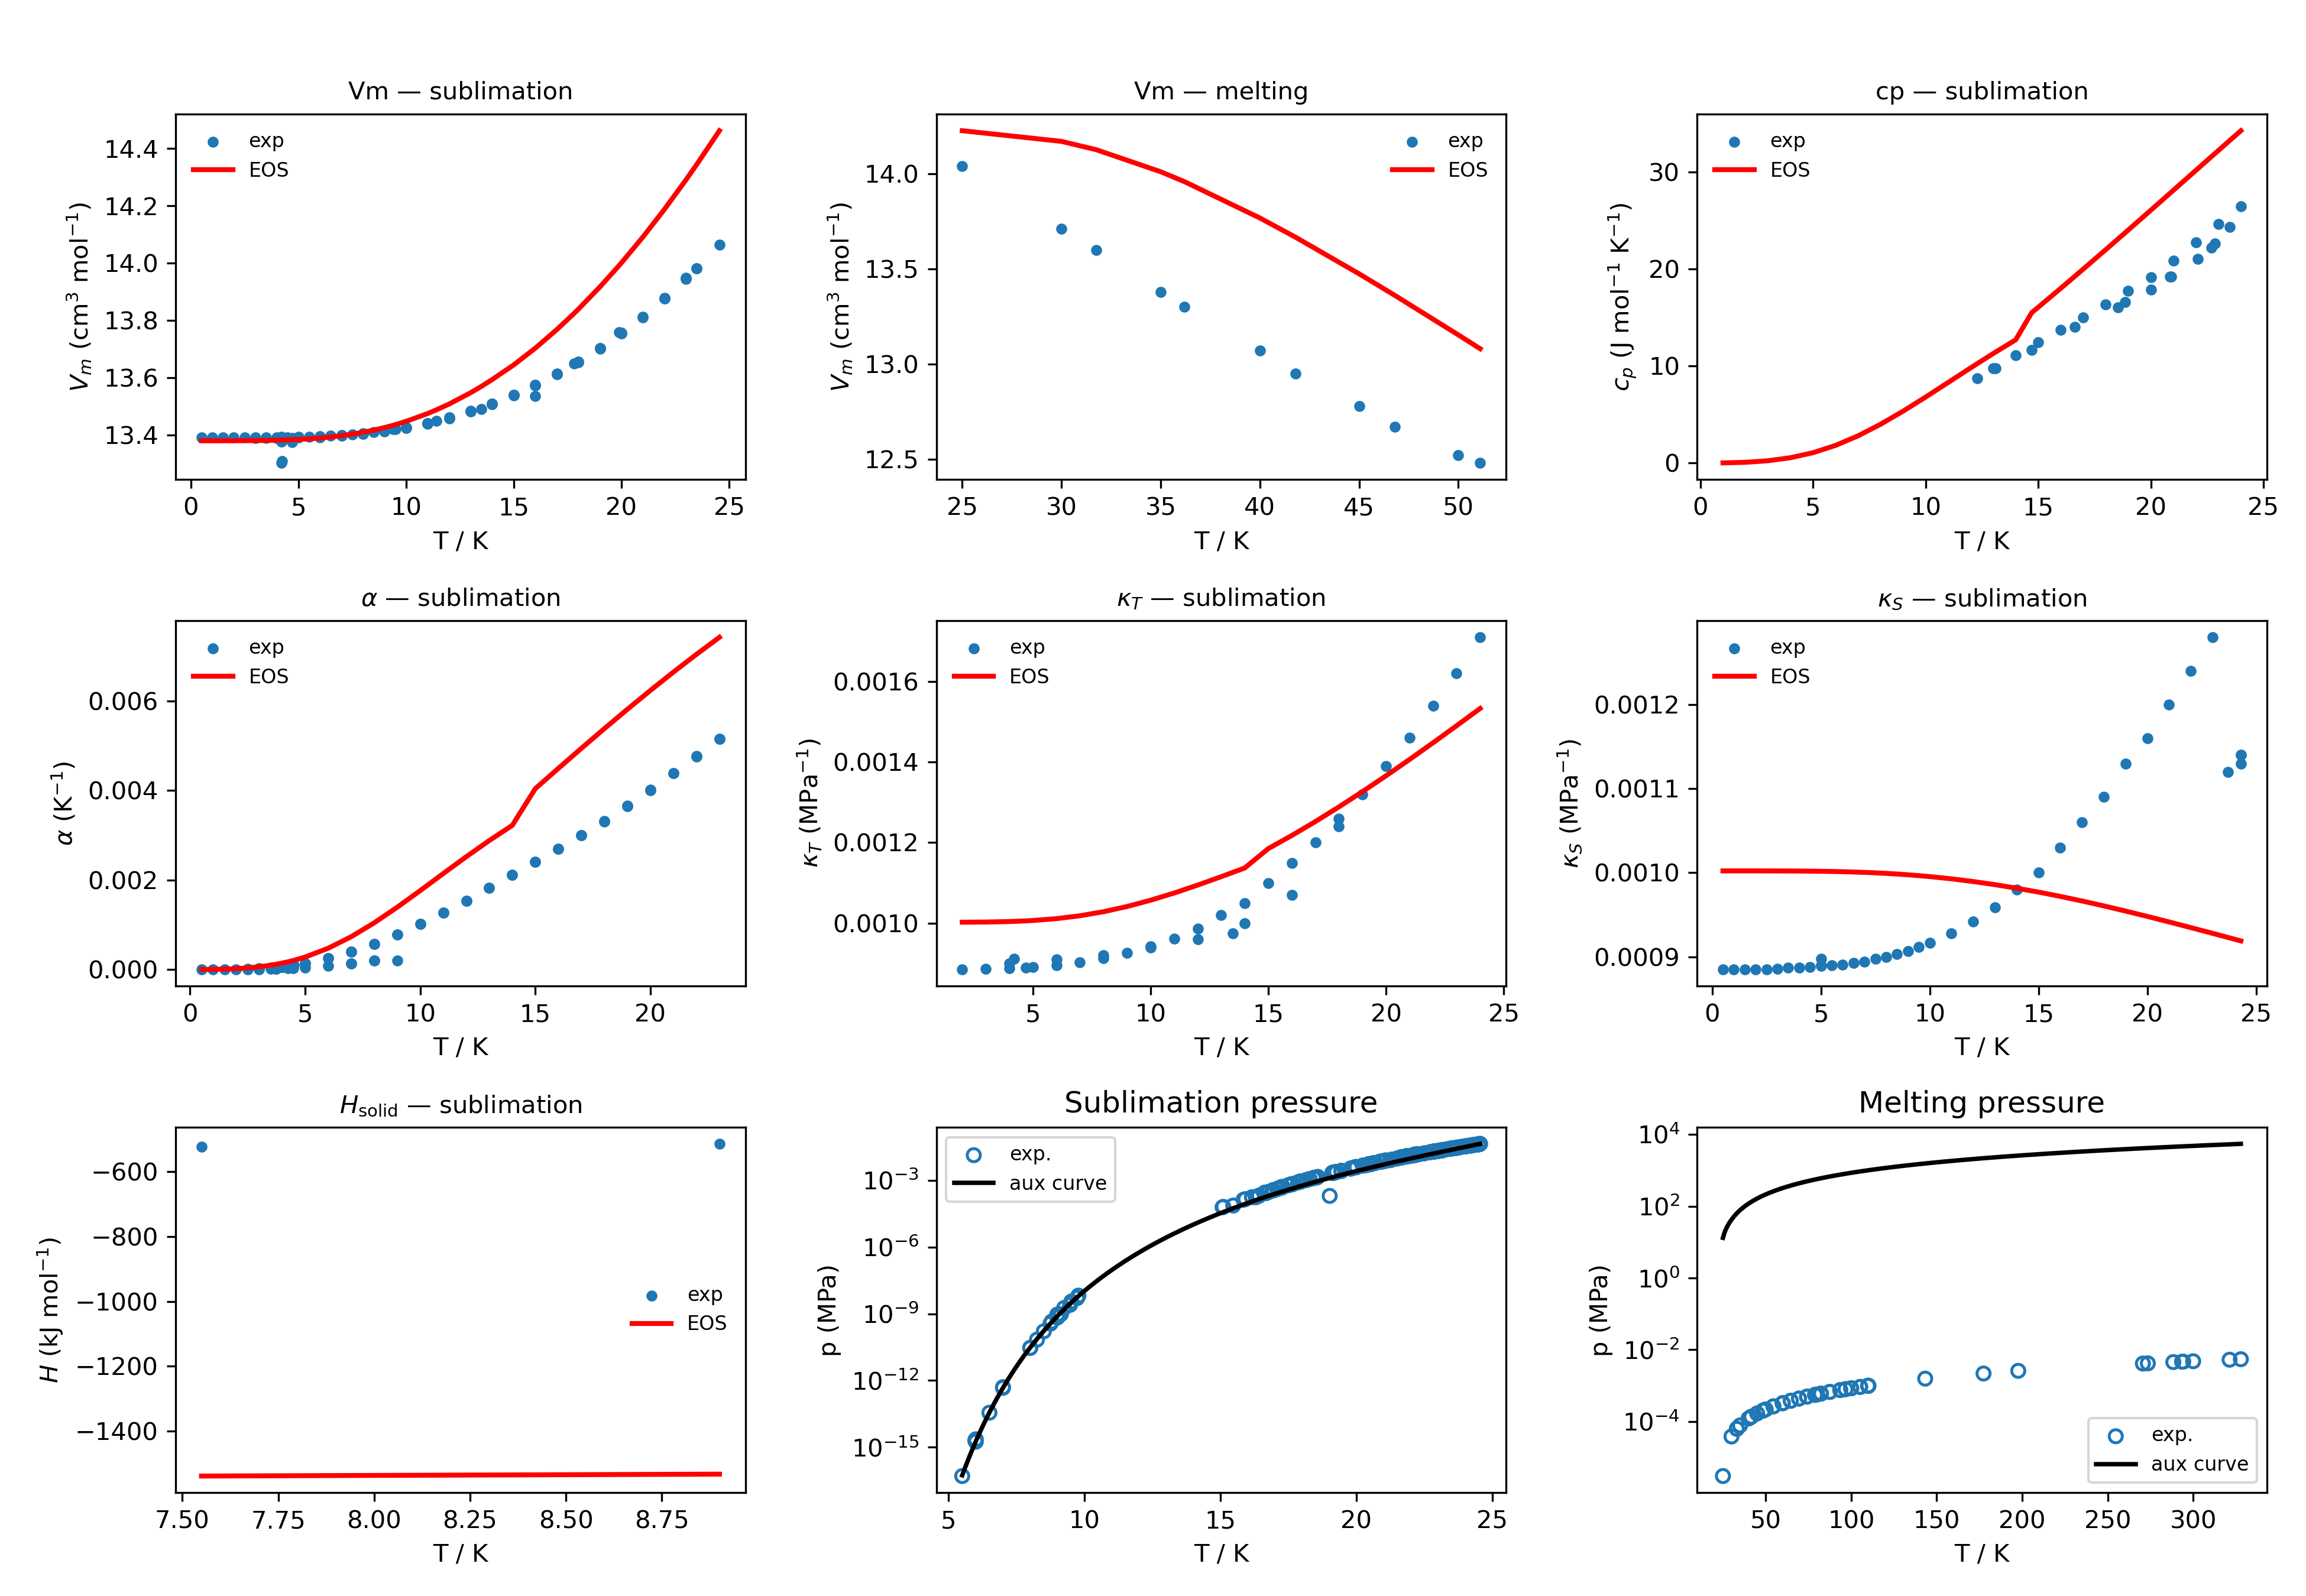 Vm — sublimation
exp
EOS
14.4
14.2
14.0
13.8
13.6
13.4
0 5 10 15 20 25
T / K
V_m (cm³ mol⁻¹)
Vm — melting
exp
EOS
14.0
13.5
13.0
12.5
25 30 35 40 45 50
T / K
V_m (cm³ mol⁻¹)
cp — sublimation
exp
EOS
30
20
10
0
0 5 10 15 20 25
T / K
c_p (J mol⁻¹ K⁻¹)
α — sublimation
exp
EOS
0.006
0.004
0.002
0.000
0 5 10 15 20
T / K
α (K⁻¹)
κ_T — sublimation
exp
EOS
0.0016
0.0014
0.0012
0.0010
5 10 15 20 25
T / K
κ_T (MPa⁻¹)
κ_S — sublimation
exp
EOS
0.0012
0.0011
0.0010
0.0009
0 5 10 15 20 25
T / K
κ_S (MPa⁻¹)
H_solid — sublimation
exp
EOS
−600
−800
−1000
−1200
−1400
7.50 7.75 8.00 8.25 8.50 8.75
T / K
H (kJ mol⁻¹)
Sublimation pressure
exp.
aux curve
10⁻³
10⁻⁶
10⁻⁹
10⁻¹²
10⁻¹⁵
5 10 15 20 25
T / K
p (MPa)
Melting pressure
exp.
aux curve
10⁴
10²
10⁰
10⁻²
10⁻⁴
50 100 150 200 250 300
T / K
p (MPa)